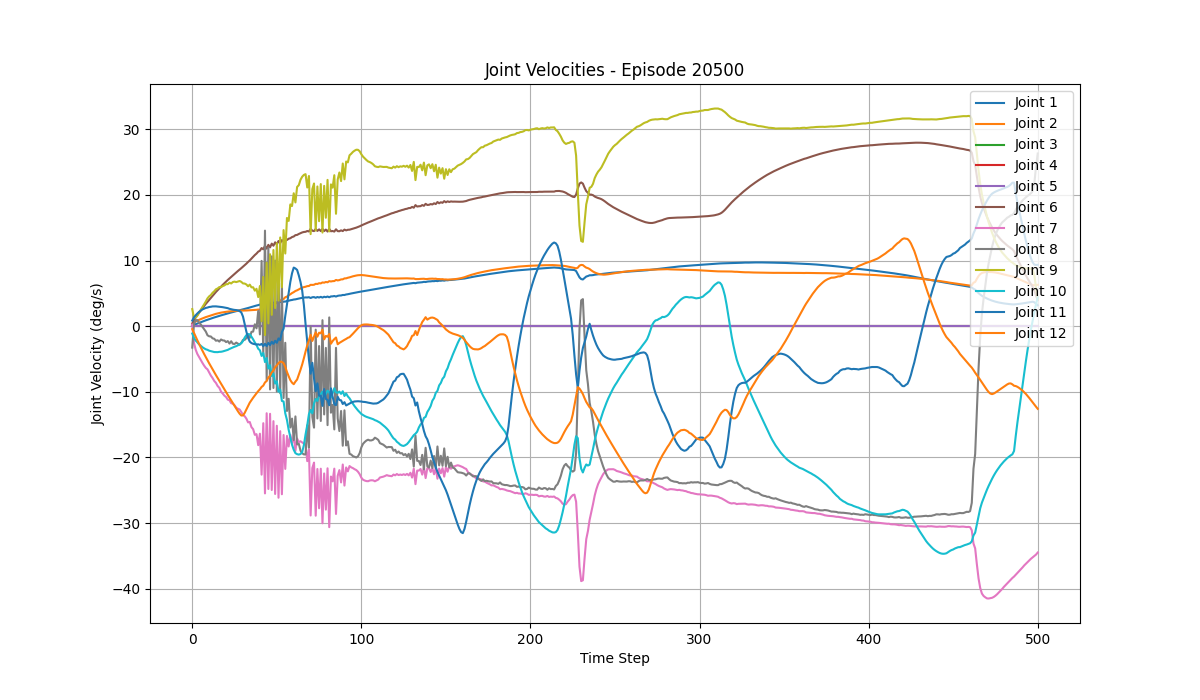 Joint Velocities - Episode 20500
Joint Velocity (deg/s)
30
20
10
0
−10
−20
−30
−40
0
100
200
300
400
500
Time Step
Joint 1
Joint 2
Joint 3
Joint 4
Joint 5
Joint 6
Joint 7
Joint 8
Joint 9
Joint 10
Joint 11
Joint 12